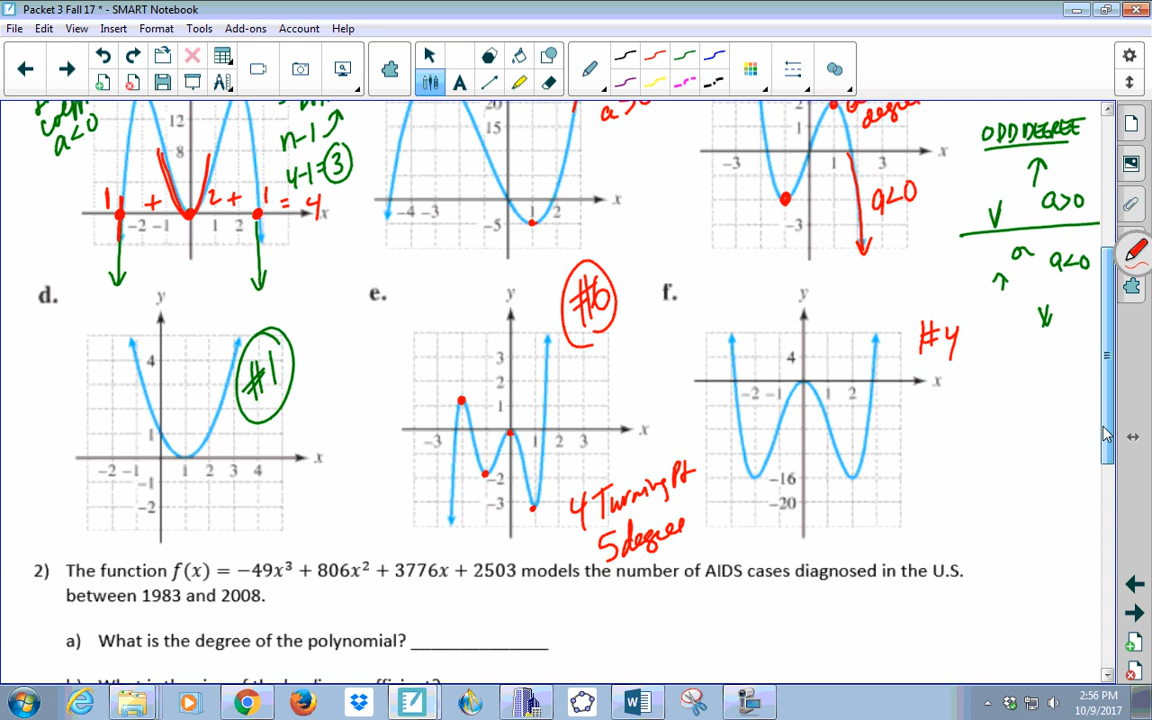 Packet 3 Fall 17 * - SMART Notebook
File Edit View Insert Format Tools Add-ons Account Help
a<0
12
8
-2 -1 1 2 x
1 + 2 + 1 = 4
n-1
4-1=3
20
15
-4 -3 1 2 x
-5
2
1
degree
-3 1 3 x
-3
a<0
ODD DEGREE
a>0
or a<0
d.
y
4
1
-2 -1 1 2 3 4 x
-1
-2
#1
e.
y
3
2
1
-3 1 2 3 x
-2
-3
#6
4 Turning Pt
5 degree
f.
y
4
-2 -1 1 2 x
-16
-20
#4
2) The function f(x) = −49x³ + 806x² + 3776x + 2503 models the number of AIDS cases diagnosed in the U.S.
between 1983 and 2008.
a) What is the degree of the polynomial? ______________
2:56 PM
10/9/2017